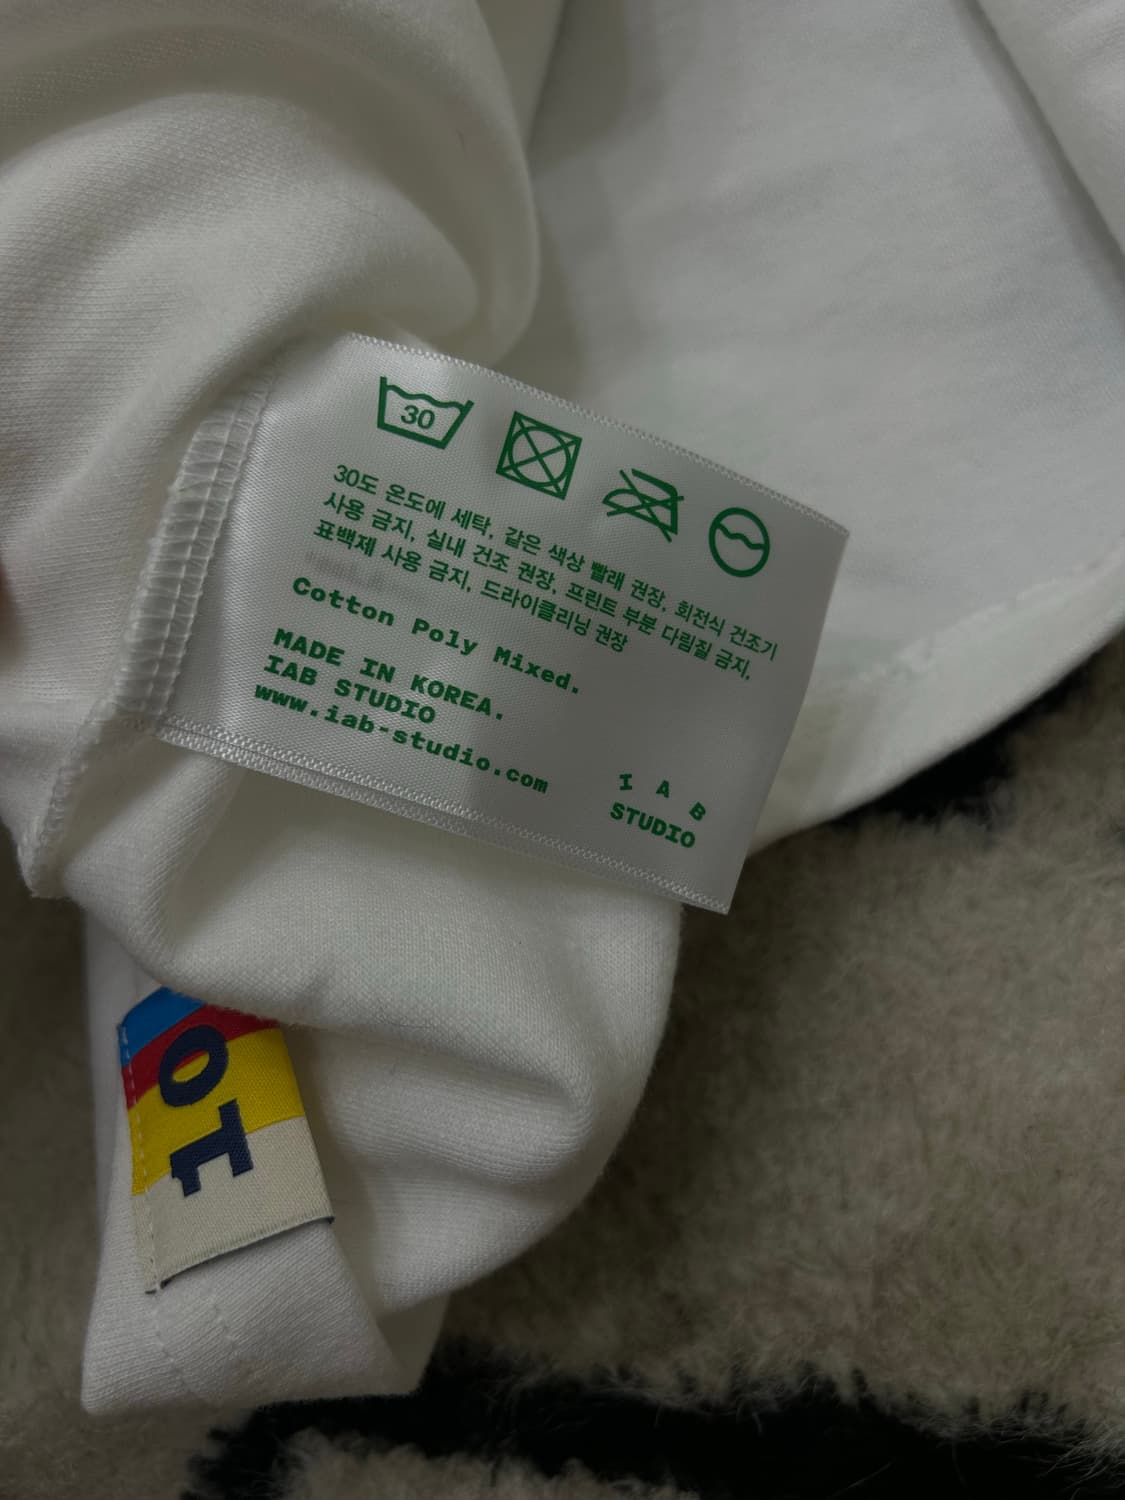 30
30도 온도에 세탁, 같은 색상 빨래 권장, 회전식 건조기
사용 금지, 실내 건조 권장, 프린트 부분 다림질 금지,
표백제 사용 금지, 드라이클리닝 권장
Cotton Poly Mixed.
MADE IN KOREA.
IAB STUDIO
www.iab-studio.com
I A B
STUDIO